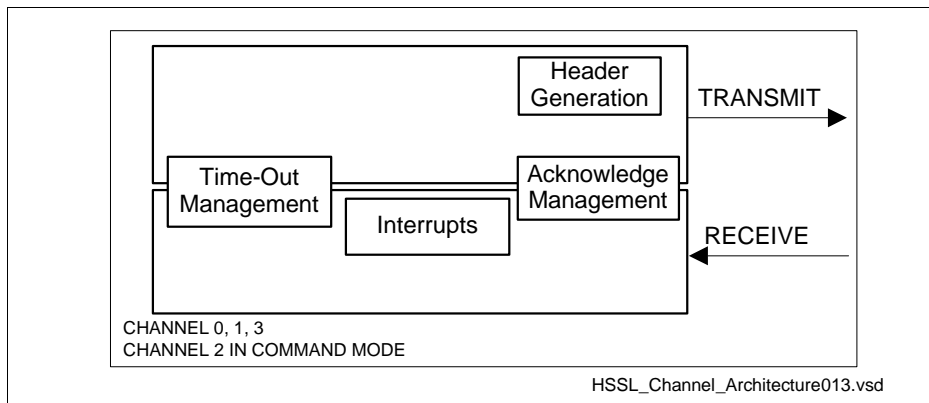 Header
Generation
TRANSMIT
Time-Out
Management
Acknowledge
Management
Interrupts
RECEIVE
CHANNEL 0, 1, 3
CHANNEL 2 IN COMMAND MODE
HSSL_Channel_Architecture013.vsd